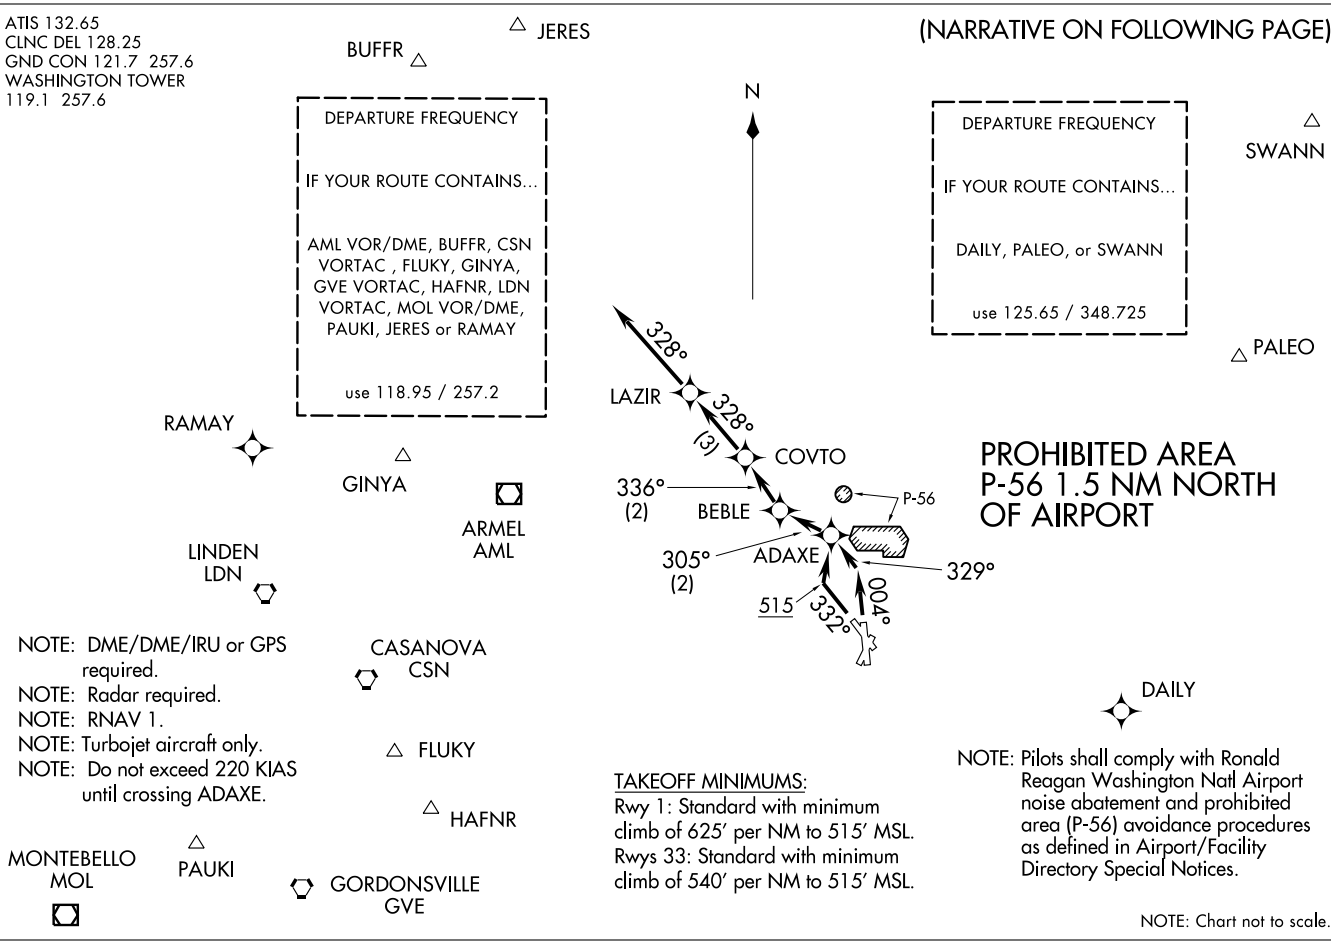 ATIS 132.65
CLNC DEL 128.25
GND CON 121.7 257.6
WASHINGTON TOWER
119.1 257.6
BUFFR
JERES
(NARRATIVE ON FOLLOWING PAGE)
DEPARTURE FREQUENCY
IF YOUR ROUTE CONTAINS...
AML VOR/DME, BUFFR, CSN
VORTAC , FLUKY, GINYA,
GVE VORTAC, HAFNR, LDN
VORTAC, MOL VOR/DME,
PAUKI, JERES or RAMAY
use 118.95 / 257.2
N
DEPARTURE FREQUENCY
IF YOUR ROUTE CONTAINS...
DAILY, PALEO, or SWANN
use 125.65 / 348.725
SWANN
PALEO
328°
LAZIR
328°
(3)
COVTO
336°
(2)
BEBLE
P-56
305°
(2)
ADAXE
329°
515
332°
004°
PROHIBITED AREA
P-56 1.5 NM NORTH
OF AIRPORT
RAMAY
GINYA
ARMEL
AML
LINDEN
LDN
NOTE: DME/DME/IRU or GPS
required.
NOTE: Radar required.
NOTE: RNAV 1.
NOTE: Turbojet aircraft only.
NOTE: Do not exceed 220 KIAS
until crossing ADAXE.
CASANOVA
CSN
FLUKY
HAFNR
MONTEBELLO
MOL
PAUKI
GORDONSVILLE
GVE
TAKEOFF MINIMUMS:
Rwy 1: Standard with minimum
climb of 625' per NM to 515' MSL.
Rwys 33: Standard with minimum
climb of 540' per NM to 515' MSL.
DAILY
NOTE: Pilots shall comply with Ronald
Reagan Washington Natl Airport
noise abatement and prohibited
area (P-56) avoidance procedures
as defined in Airport/Facility
Directory Special Notices.
NOTE: Chart not to scale.